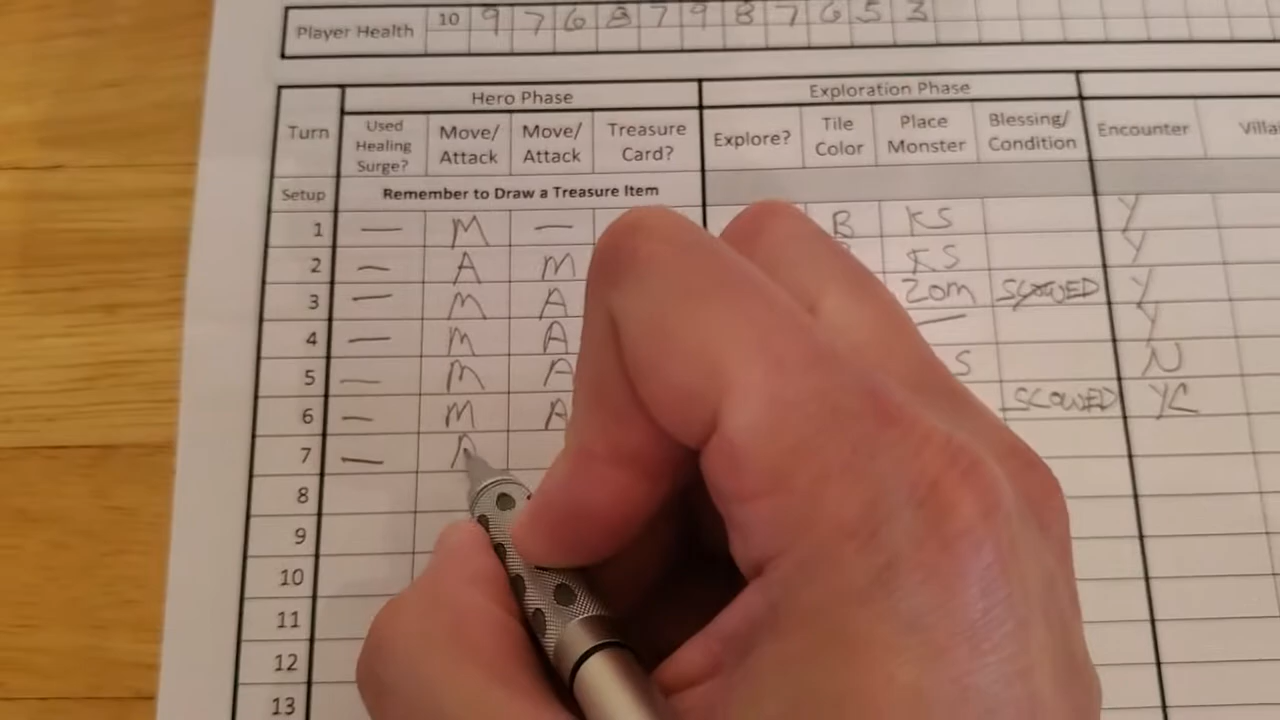 Player Health 10 9 7 6 8 7 9 8 7 6 5 3
Hero Phase Exploration Phase
Turn Used Healing Surge? Move/ Attack Move/ Attack Treasure Card? Explore? Tile Color Place Monster Blessing/ Condition Encounter Villa
Setup Remember to Draw a Treasure Item
1 — M — B KS Y
2 — A M KS Y
3 — M A Zom SLOWED Y
4 — M A — Y
5 — M A S N
6 — M A SLOWED YC
7 — A
8
9
10
11
12
13